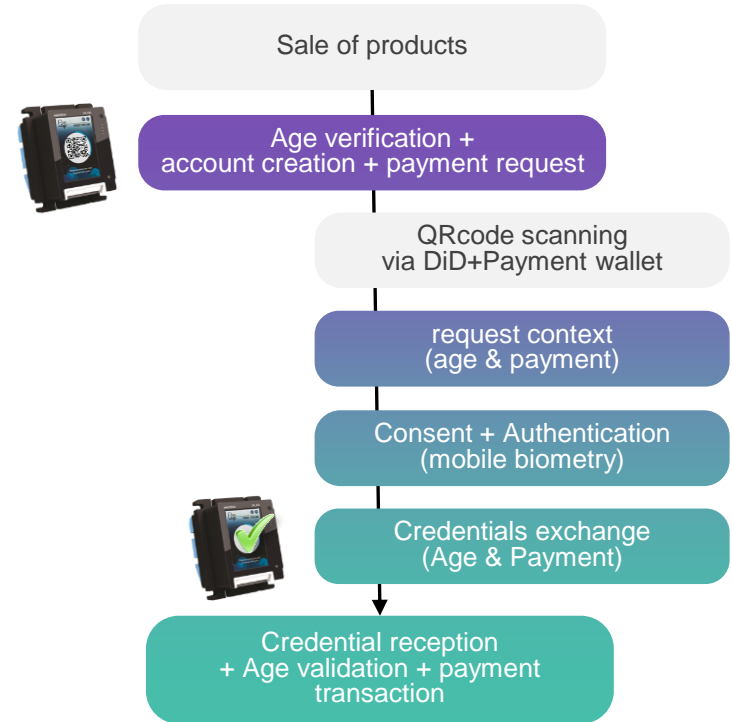 Sale of products
Age verification +
account creation + payment request
QRcode scanning
via DiD+Payment wallet
request context
(age & payment)
Consent + Authentication
(mobile biometry)
Credentials exchange
(Age & Payment)
Credential reception
+ Age validation + payment
transaction